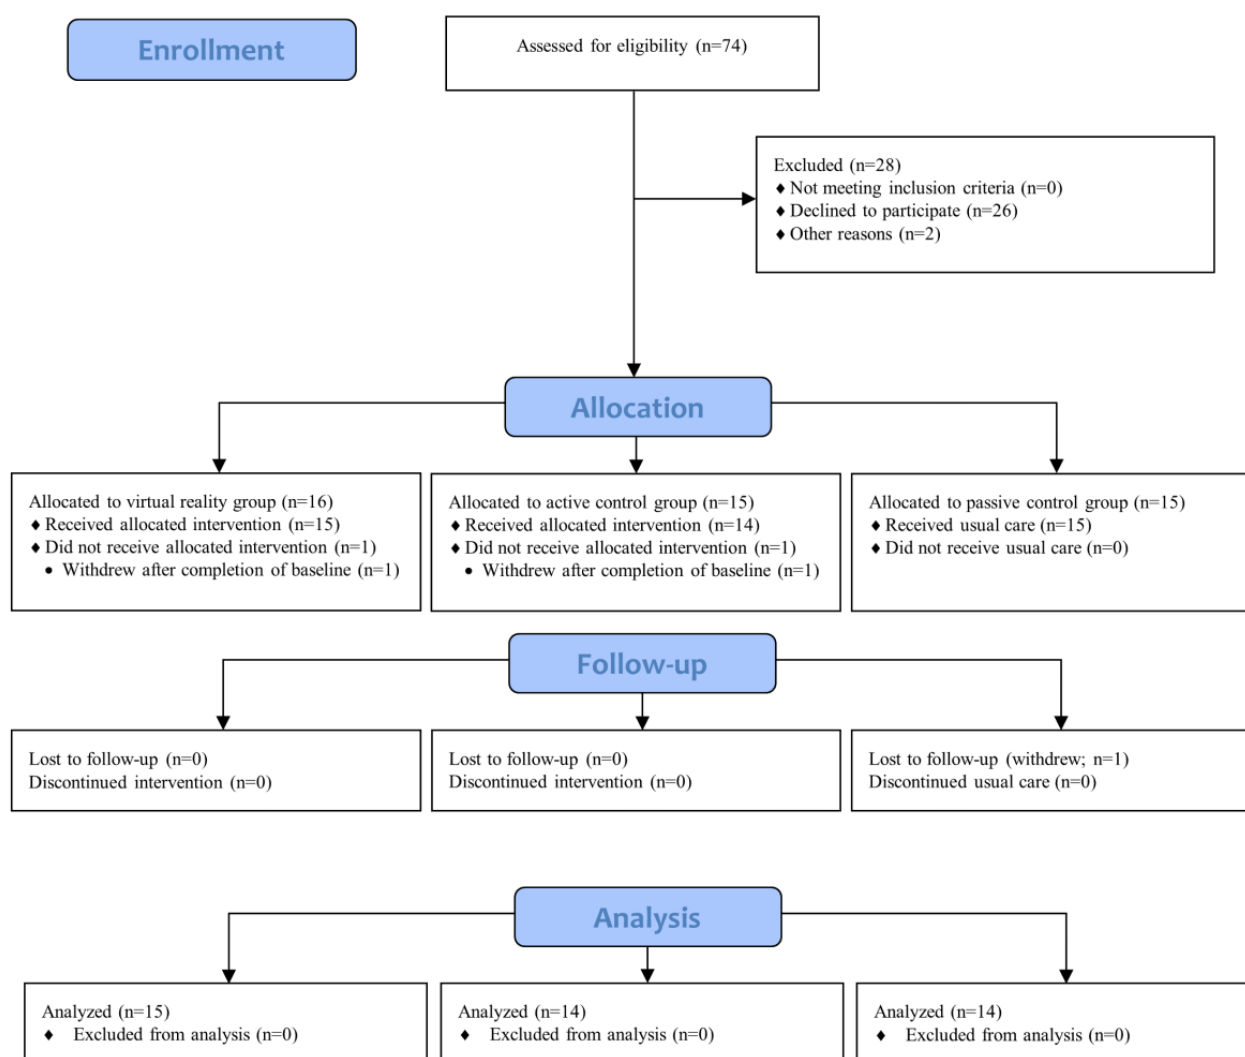 Enrollment
Assessed for eligibility (n=74)
Excluded (n=28)
♦ Not meeting inclusion criteria (n=0)
♦ Declined to participate (n=26)
♦ Other reasons (n=2)
Allocation
Allocated to virtual reality group (n=16)
♦ Received allocated intervention (n=15)
♦ Did not receive allocated intervention (n=1)
• Withdrew after completion of baseline (n=1)
Allocated to active control group (n=15)
♦ Received allocated intervention (n=14)
♦ Did not receive allocated intervention (n=1)
• Withdrew after completion of baseline (n=1)
Allocated to passive control group (n=15)
♦ Received usual care (n=15)
♦ Did not receive usual care (n=0)
Follow-up
Lost to follow-up (n=0)
Discontinued intervention (n=0)
Lost to follow-up (n=0)
Discontinued intervention (n=0)
Lost to follow-up (withdrew; n=1)
Discontinued usual care (n=0)
Analysis
Analyzed (n=15)
♦ Excluded from analysis (n=0)
Analyzed (n=14)
♦ Excluded from analysis (n=0)
Analyzed (n=14)
♦ Excluded from analysis (n=0)